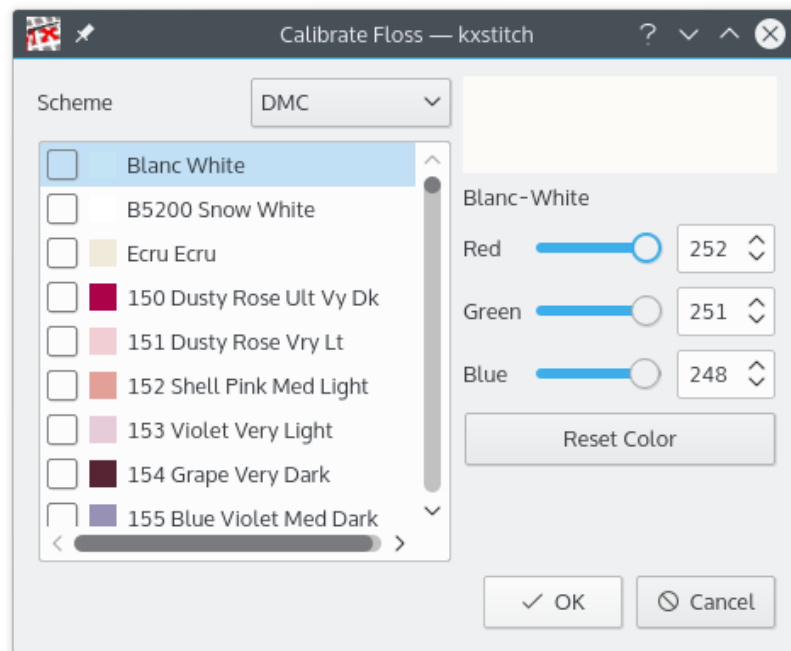 Calibrate Floss — kxstitch
Scheme
DMC
Blanc White
B5200 Snow White
Ecru Ecru
150 Dusty Rose Ult Vy Dk
151 Dusty Rose Vry Lt
152 Shell Pink Med Light
153 Violet Very Light
154 Grape Very Dark
155 Blue Violet Med Dark
Blanc-White
Red
252
Green
251
Blue
248
Reset Color
OK
Cancel